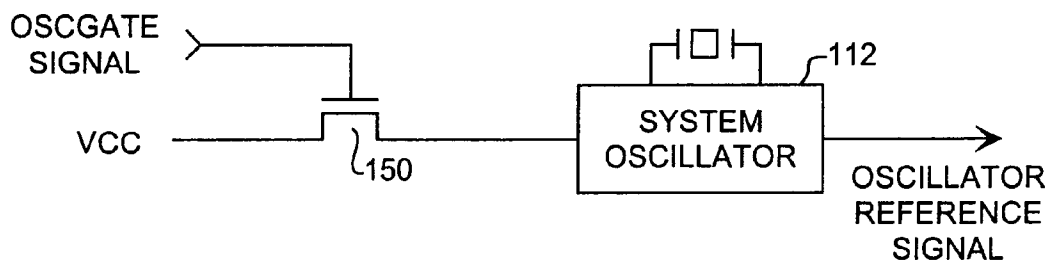 OSCGATE
SIGNAL
112
VCC
150
SYSTEM
OSCILLATOR
OSCILLATOR
REFERENCE
SIGNAL